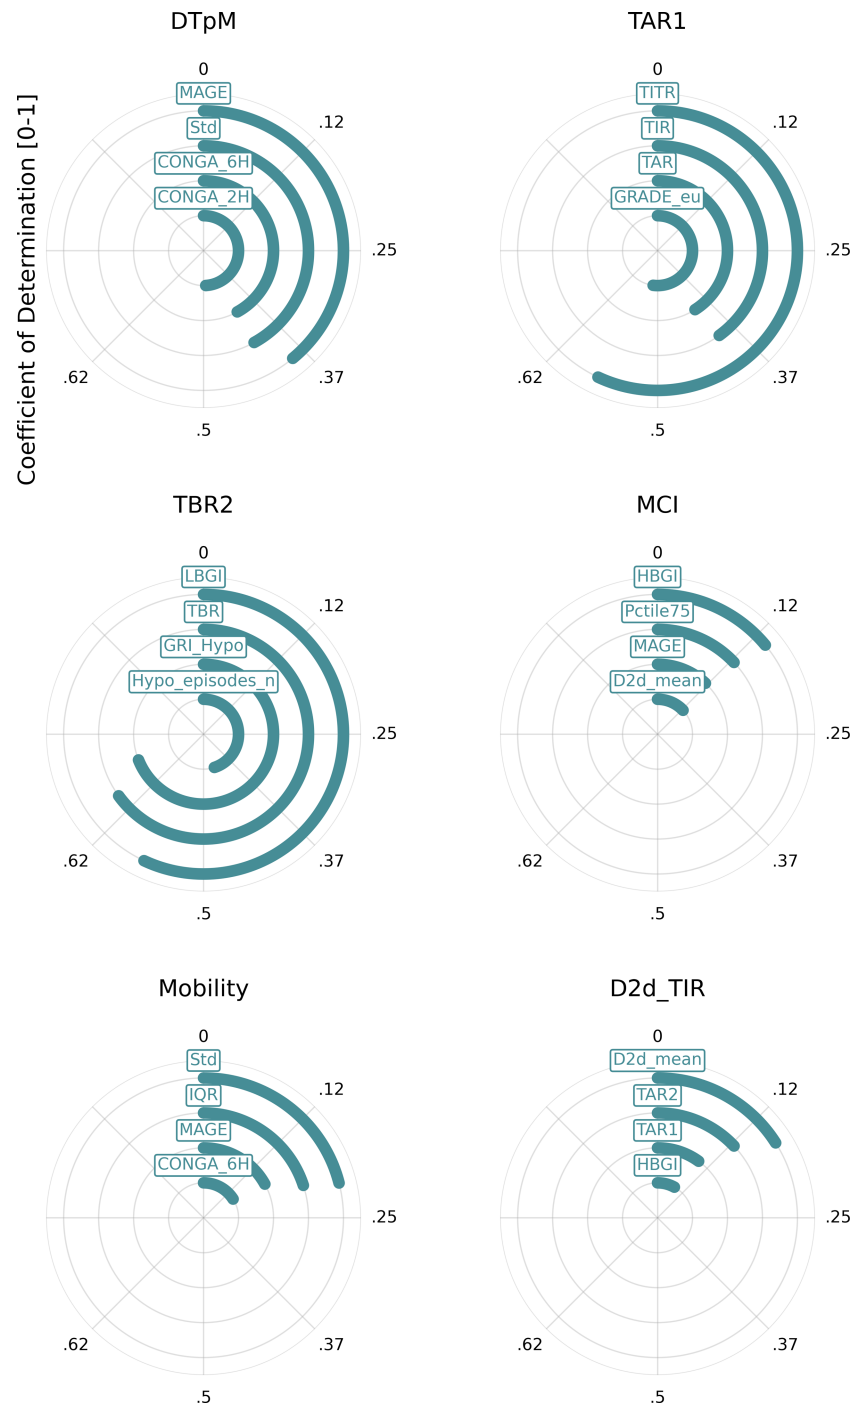 DTpM
TAR1
Coefficient of Determination [0-1]
0
MAGE
.12
Std
CONGA_6H
CONGA_2H
.25
.37
.5
.62
0
TITR
.12
TIR
TAR
GRADE_eu
.25
.37
.5
.62
TBR2
MCI
0
LBGI
.12
TBR
GRI_Hypo
Hypo_episodes_n
.25
.37
.5
.62
0
HBGI
.12
Pctile75
MAGE
D2d_mean
.25
.37
.5
.62
Mobility
D2d_TIR
0
Std
.12
IQR
MAGE
CONGA_6H
.25
.37
.5
.62
0
D2d_mean
.12
TAR2
TAR1
HBGI
.25
.37
.5
.62